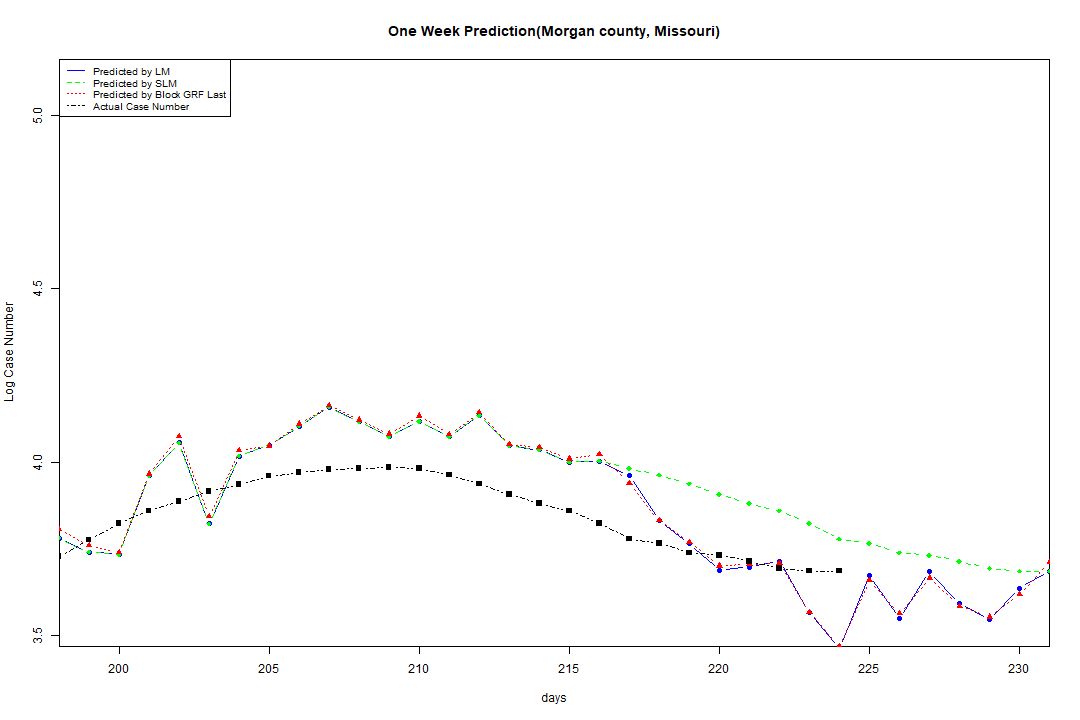 One Week Prediction(Morgan county, Missouri)
Predicted by LM
Predicted by SLM
Predicted by Block GRF Last
Actual Case Number
Log Case Number
5.0
4.5
4.0
3.5
200 205 210 215 220 225 230
days